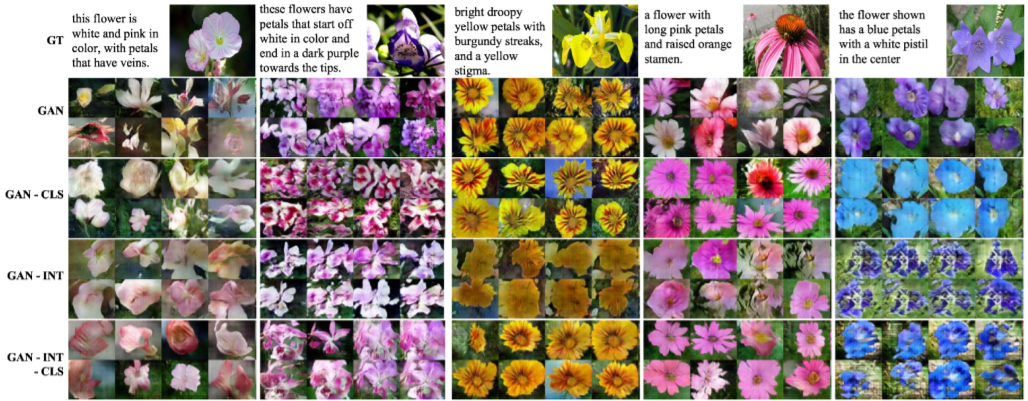 this flower is
white and pink in
color, with petals
that have veins.
these flowers have
petals that start off
white in color and
end in a dark purple
towards the tips.
bright droopy
yellow petals with
burgundy streaks,
and a yellow
stigma.
a flower with
long pink petals
and raised orange
stamen.
the flower shown
has a blue petals
with a white pistil
in the center
GT
GAN
GAN - CLS
GAN - INT
GAN - INT
- CLS